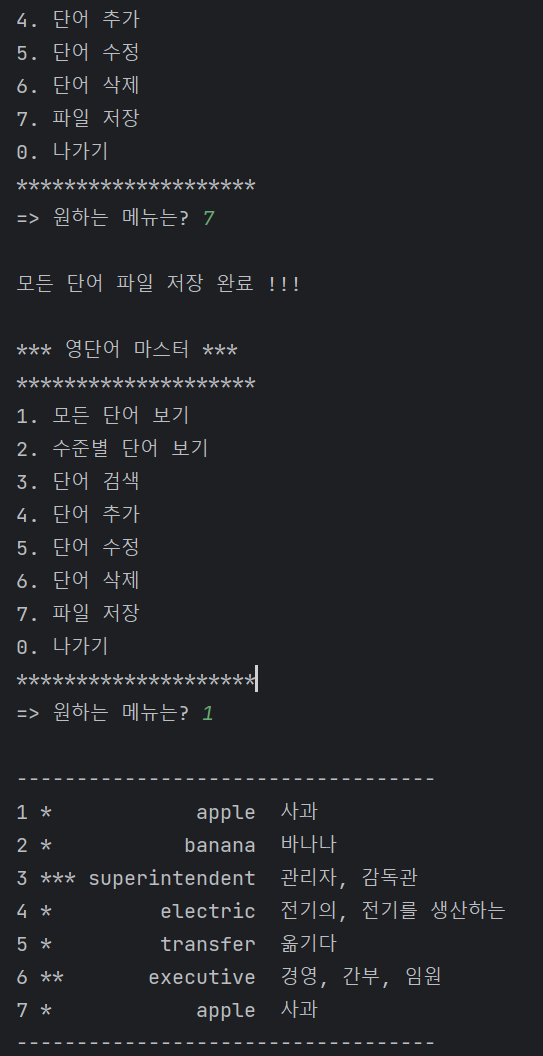 4. 단어 추가
5. 단어 수정
6. 단어 삭제
7. 파일 저장
0. 나가기
********************
=> 원하는 메뉴는? 7
모든 단어 파일 저장 완료 !!!
*** 영단어 마스터 ***
********************
1. 모든 단어 보기
2. 수준별 단어 보기
3. 단어 검색
4. 단어 추가
5. 단어 수정
6. 단어 삭제
7. 파일 저장
0. 나가기
********************
=> 원하는 메뉴는? 1
-----------------------------------
1 *            apple  사과
2 *           banana  바나나
3 *** superintendent  관리자, 감독관
4 *         electric  전기의, 전기를 생산하는
5 *         transfer  옮기다
6 **       executive  경영, 간부, 임원
7 *            apple  사과
-----------------------------------